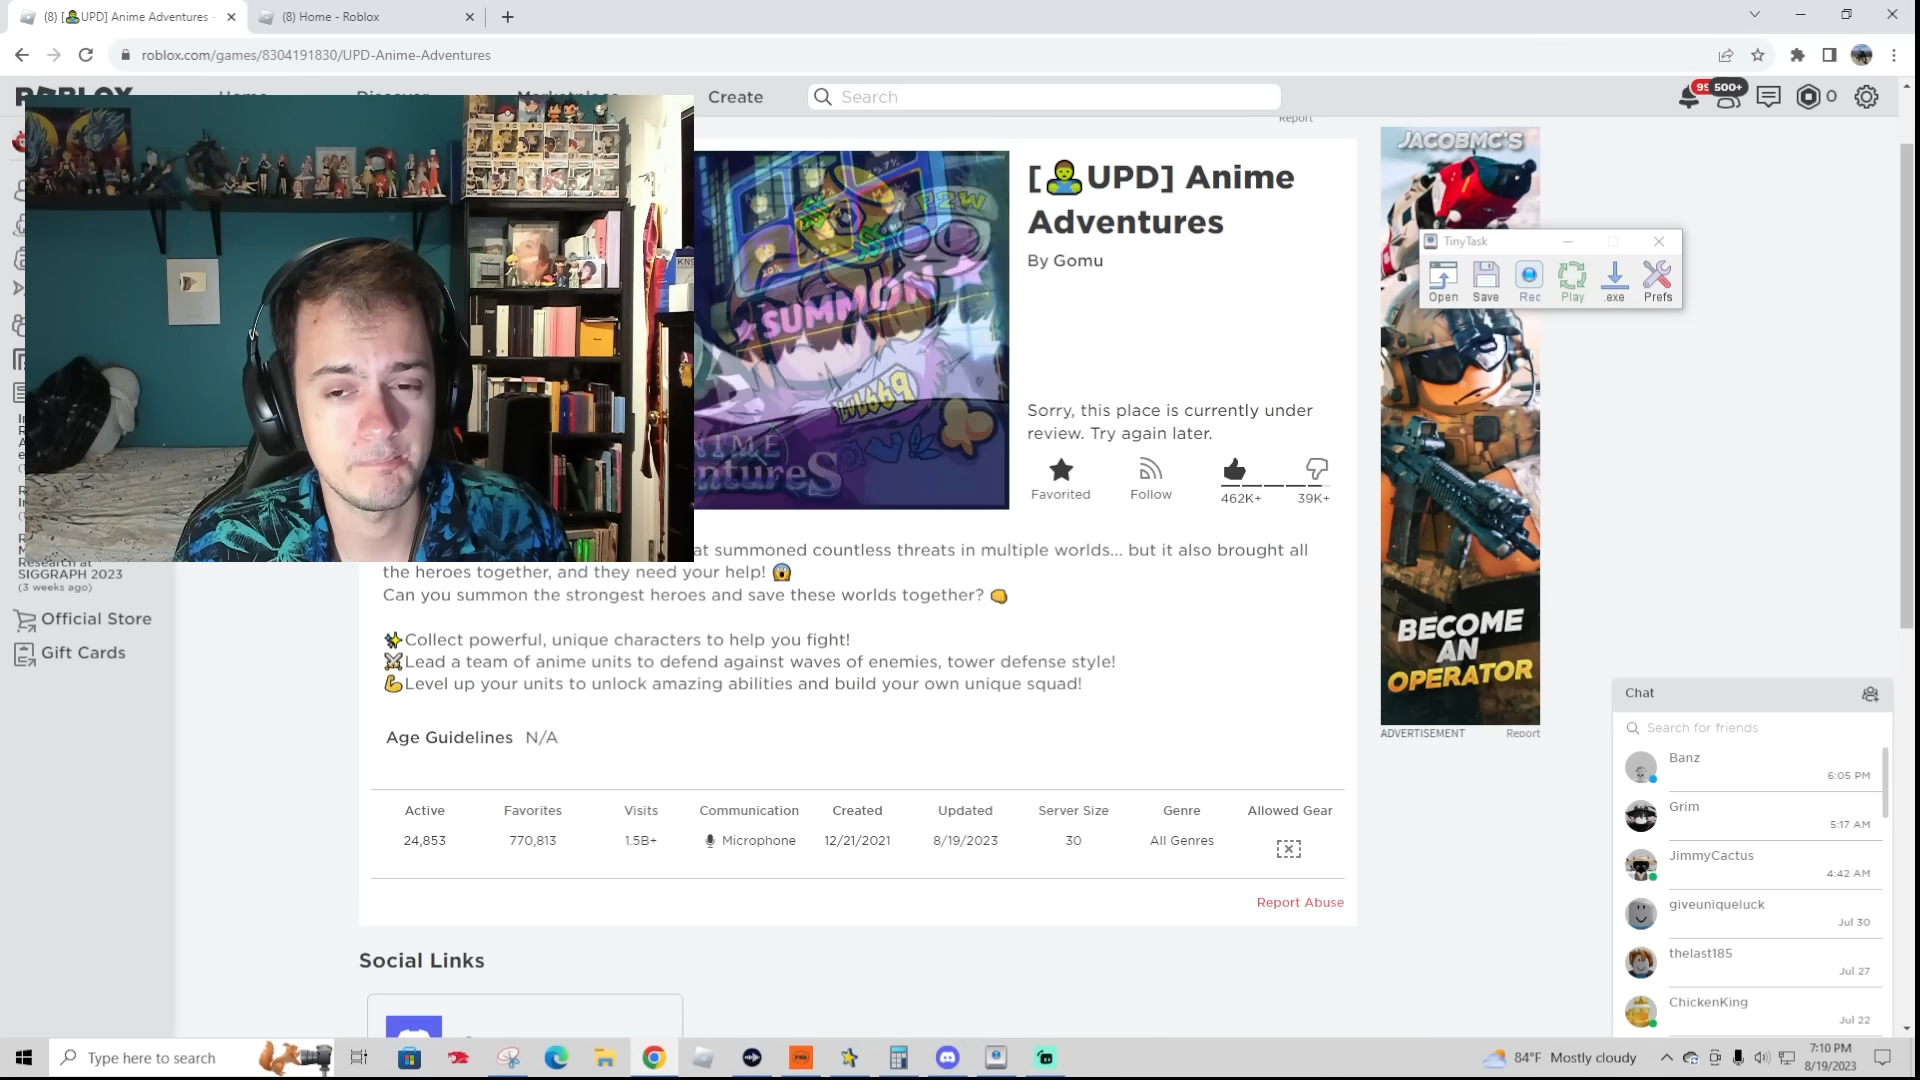 (8) [UPD] Anime Adventures -
(8) Home - Roblox
roblox.com/games/8304191830/UPD-Anime-Adventures
ROBLOX
Home
Discover
Marketplace
Create
Search
500+
0
Report
SUMMON
ANIME
AdventureS
[UPD] Anime
Adventures
By Gomu
Sorry, this place is currently under
review. Try again later.
Favorited
Follow
462K+
39K+
at summoned countless threats in multiple worlds... but it also brought all
the heroes together, and they need your help! 😱
Can you summon the strongest heroes and save these worlds together? 👊
✨Collect powerful, unique characters to help you fight!
⚔Lead a team of anime units to defend against waves of enemies, tower defense style!
💪Level up your units to unlock amazing abilities and build your own unique squad!
Age Guidelines N/A
Active Favorites Visits Communication Created Updated Server Size Genre Allowed Gear
24,853 770,813 1.5B+ Microphone 12/21/2021 8/19/2023 30 All Genres
Report Abuse
Social Links
Research at
SIGGRAPH 2023
(3 weeks ago)
Official Store
Gift Cards
JACOBMC'S
BECOME
AN
OPERATOR
ADVERTISEMENT
Report
TinyTask
Open Save Rec Play .exe Prefs
Chat
Search for friends
Banz
6:05 PM
Grim
5:17 AM
JimmyCactus
4:42 AM
giveuniqueluck
Jul 30
thelast185
Jul 27
ChickenKing
Jul 22
Type here to search
84°F Mostly cloudy
7:10 PM
8/19/2023